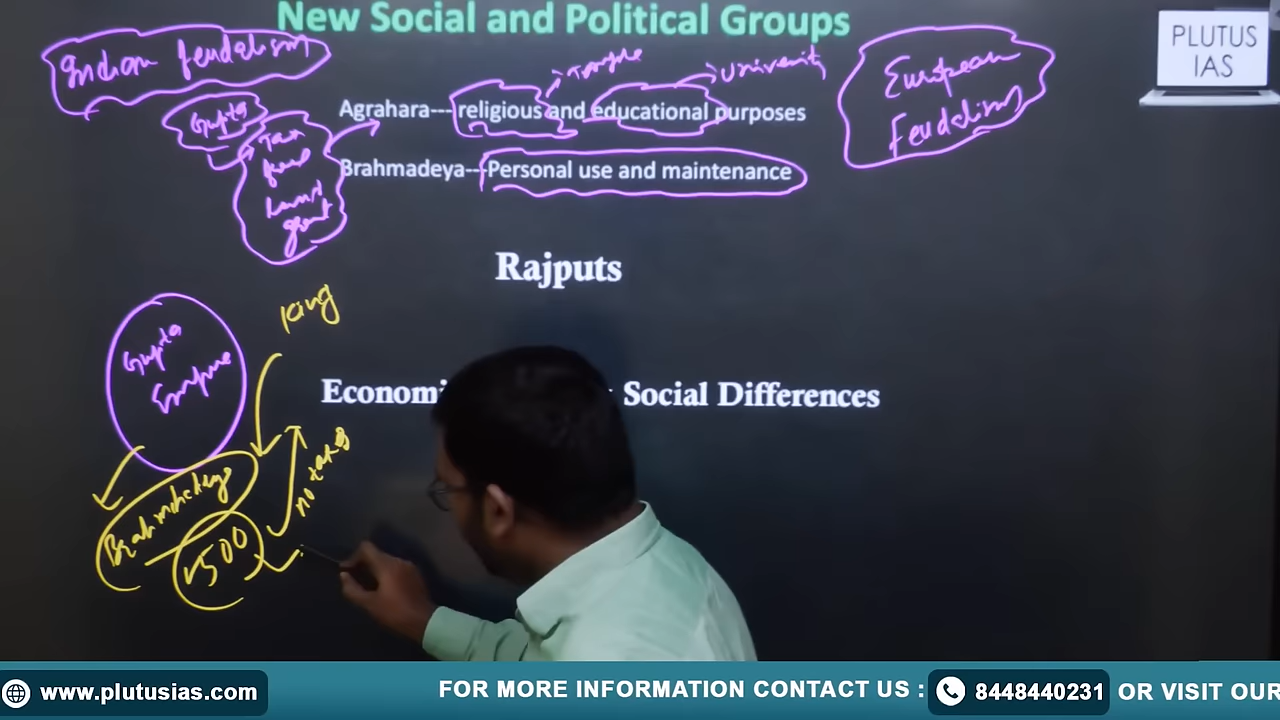 New Social and Political Groups
PLUTUS
IAS
Indian feudalism
Temple
University
European
Feudalism
Gupta
Agrahara---religious and educational purposes
Tax
free
Land
grant
Brahmadeya---Personal use and maintenance
Rajputs
King
Gupta
Empire
Economi
Social Differences
no taxes
500
www.plutusias.com
FOR MORE INFORMATION CONTACT US :
8448440231
OR VISIT OUR